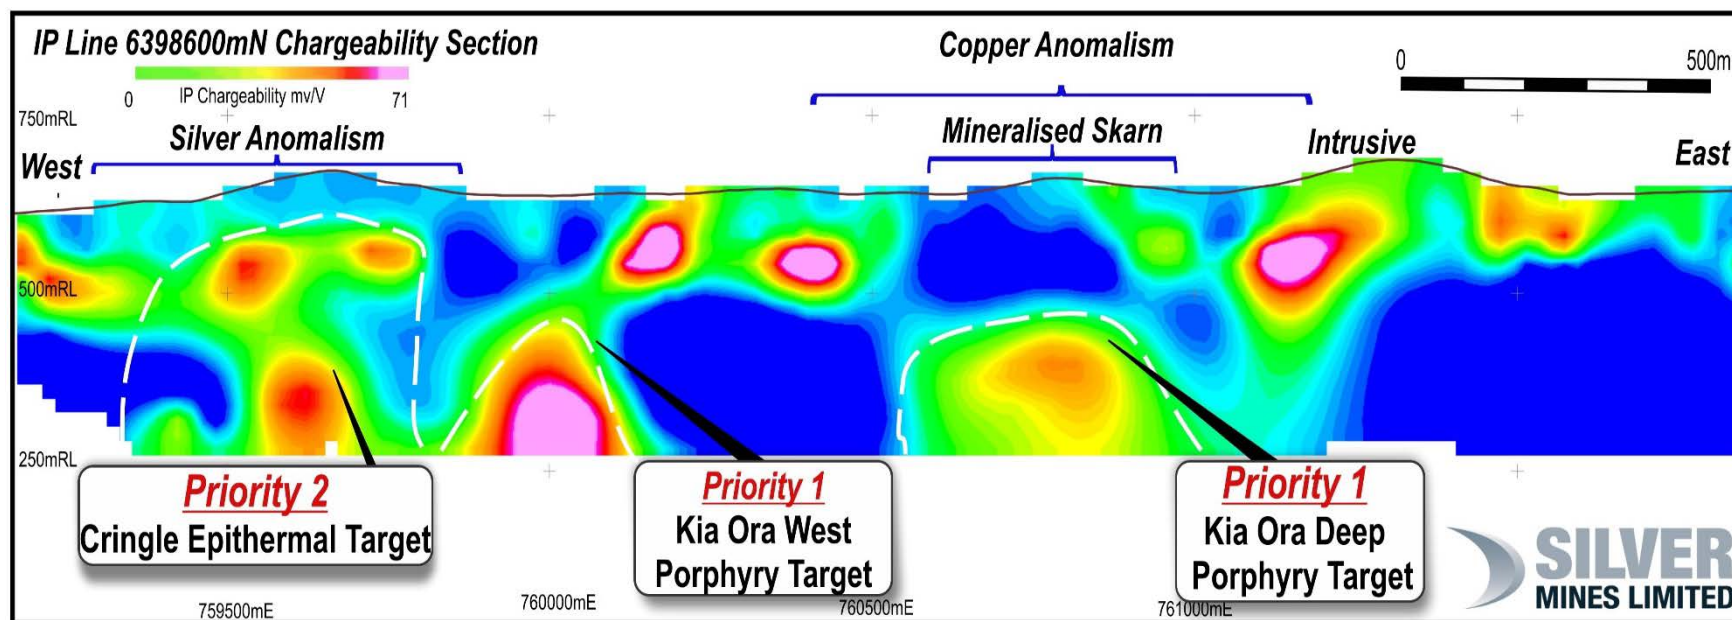 IP Line 6398600mN Chargeability Section
0 IP Chargeability mv/V 71
Copper Anomalism
0 500m
750mRL
Silver Anomalism
Mineralised Skarn
Intrusive
West
East
500mRL
250mRL
Priority 2
Cringle Epithermal Target
Priority 1
Kia Ora West
Porphyry Target
Priority 1
Kia Ora Deep
Porphyry Target
759500mE
760000mE
760500mE
761000mE
SILVER
MINES LIMITED